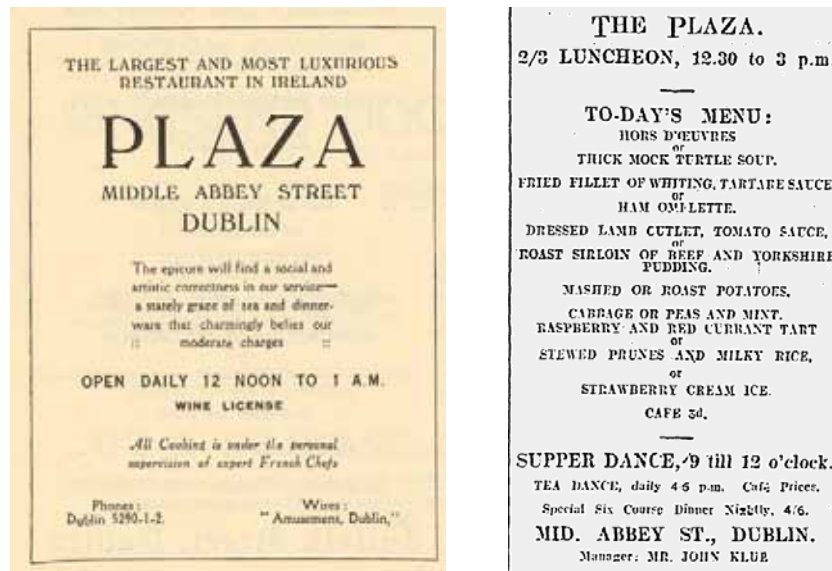 THE LARGEST AND MOST LUXURIOUS
RESTAURANT IN IRELAND
PLAZA
MIDDLE ABBEY STREET
DUBLIN
The epicure will find a social and
artistic correctness in our service—
a stately grace of tea and dinner-
ware that charmingly belies our
:: moderate charges ::
OPEN DAILY 12 NOON TO 1 A.M.
WINE LICENSE
All Cooking is under the personal
supervision of expert French Chefs
Phones: Wires:
Dublin 5290-1-2. "Amusement, Dublin,"
THE PLAZA.
2/3 LUNCHEON, 12.30 to 3 p.m
TO-DAY'S MENU:
HORS D'ŒUVRES
or
THICK MOCK TURTLE SOUP.
FRIED FILLET OF WHITING, TARTARE SAUCE
or
HAM OMELETTE.
DRESSED LAMB CUTLET, TOMATO SAUCE,
or
ROAST SIRLOIN OF BEEF AND YORKSHIRE
PUDDING.
MASHED OR ROAST POTATOES,
CABBAGE OR PEAS AND MINT.
RASPBERRY AND RED CURRANT TART
or
STEWED PRUNES AND MILKY RICE,
or
STRAWBERRY CREAM ICE.
CAFE 3d.
SUPPER DANCE, 9 till 12 o'clock.
TEA DANCE, daily 4-6 p.m. Café Prices.
Special Six Course Dinner Nightly, 4/6.
MID. ABBEY ST., DUBLIN.
Manager: MR. JOHN KLUE